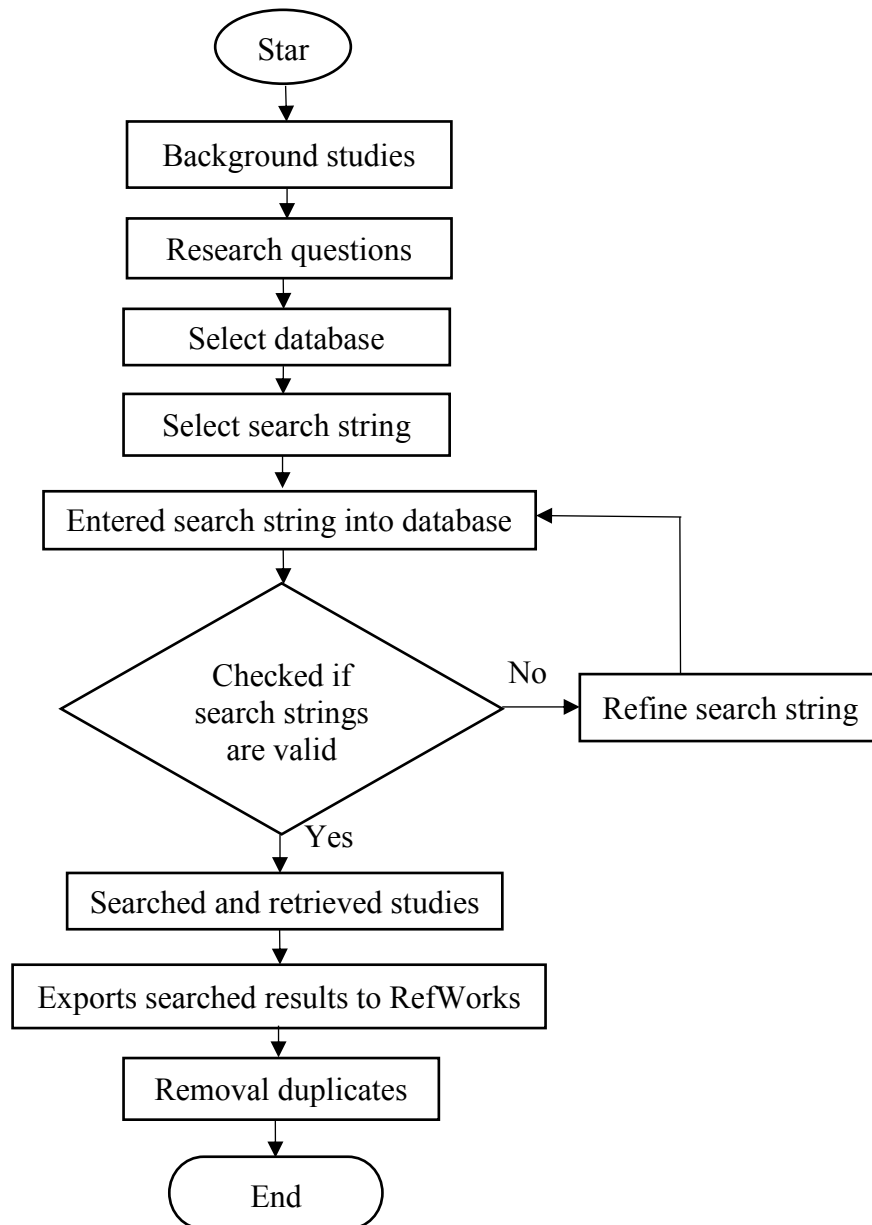 Star
Background studies
Research questions
Select database
Select search string
Entered search string into database
Checked if
search strings
are valid
No
Refine search string
Yes
Searched and retrieved studies
Exports searched results to RefWorks
Removal duplicates
End